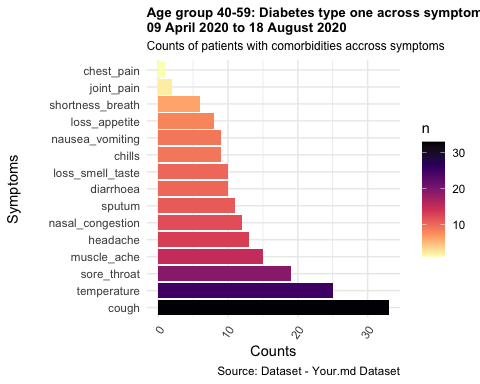 Age group 40-59: Diabetes type one across symptom
09 April 2020 to 18 August 2020
Counts of patients with comorbidities accross symptoms
Symptoms
chest_pain
joint_pain
shortness_breath
loss_appetite
nausea_vomiting
chills
loss_smell_taste
diarrhoea
sputum
nasal_congestion
headache
muscle_ache
sore_throat
temperature
cough
0 10 20 30
Counts
n
30
20
10
Source: Dataset - Your.md Dataset